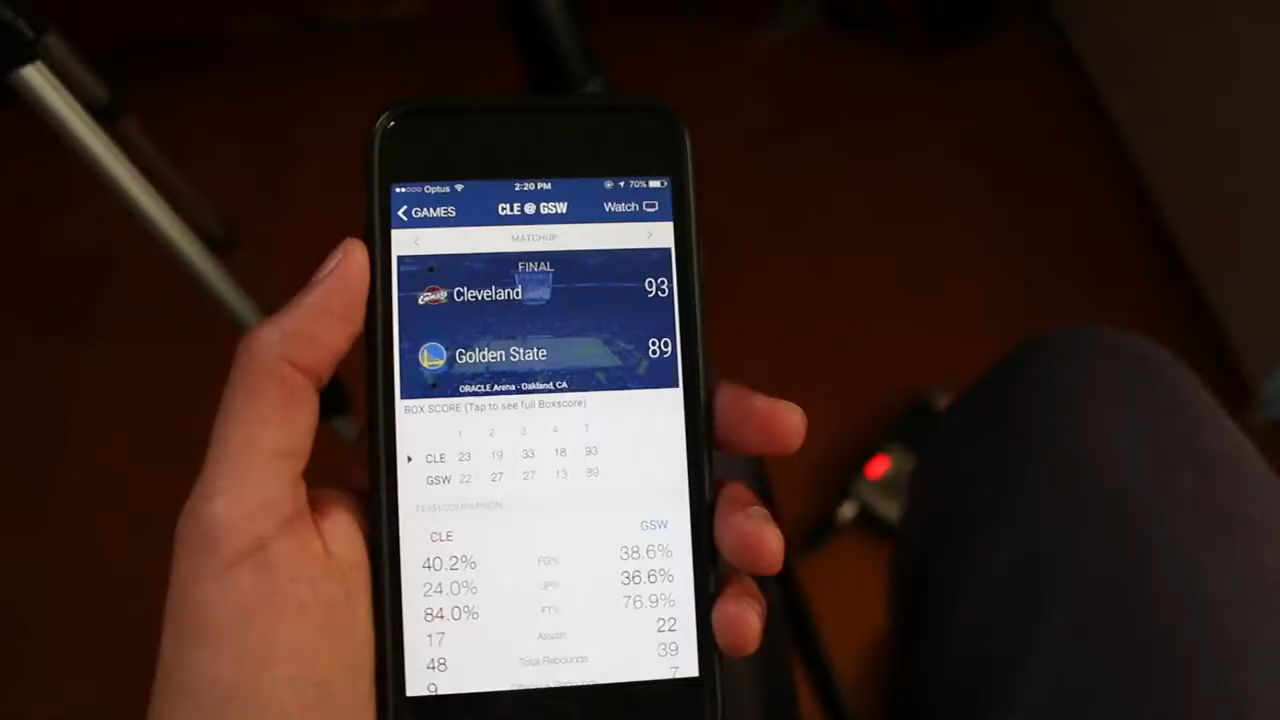 ●●○○○ Optus 2:20 PM 70%
GAMES CLE @ GSW Watch
MATCHUP
FINAL
Cleveland 93
Golden State 89
ORACLE Arena - Oakland, CA
BOX SCORE (Tap to see full Boxscore)
1 2 3 4 T
CLE 23 19 33 18 93
GSW 22 27 27 13 89
TEAM COMPARISON
CLE GSW
40.2% FG% 38.6%
24.0% 3P% 36.6%
84.0% FT% 76.9%
17 Assists 22
48 Total Rebounds 39
9 Offensive Rebounds 7